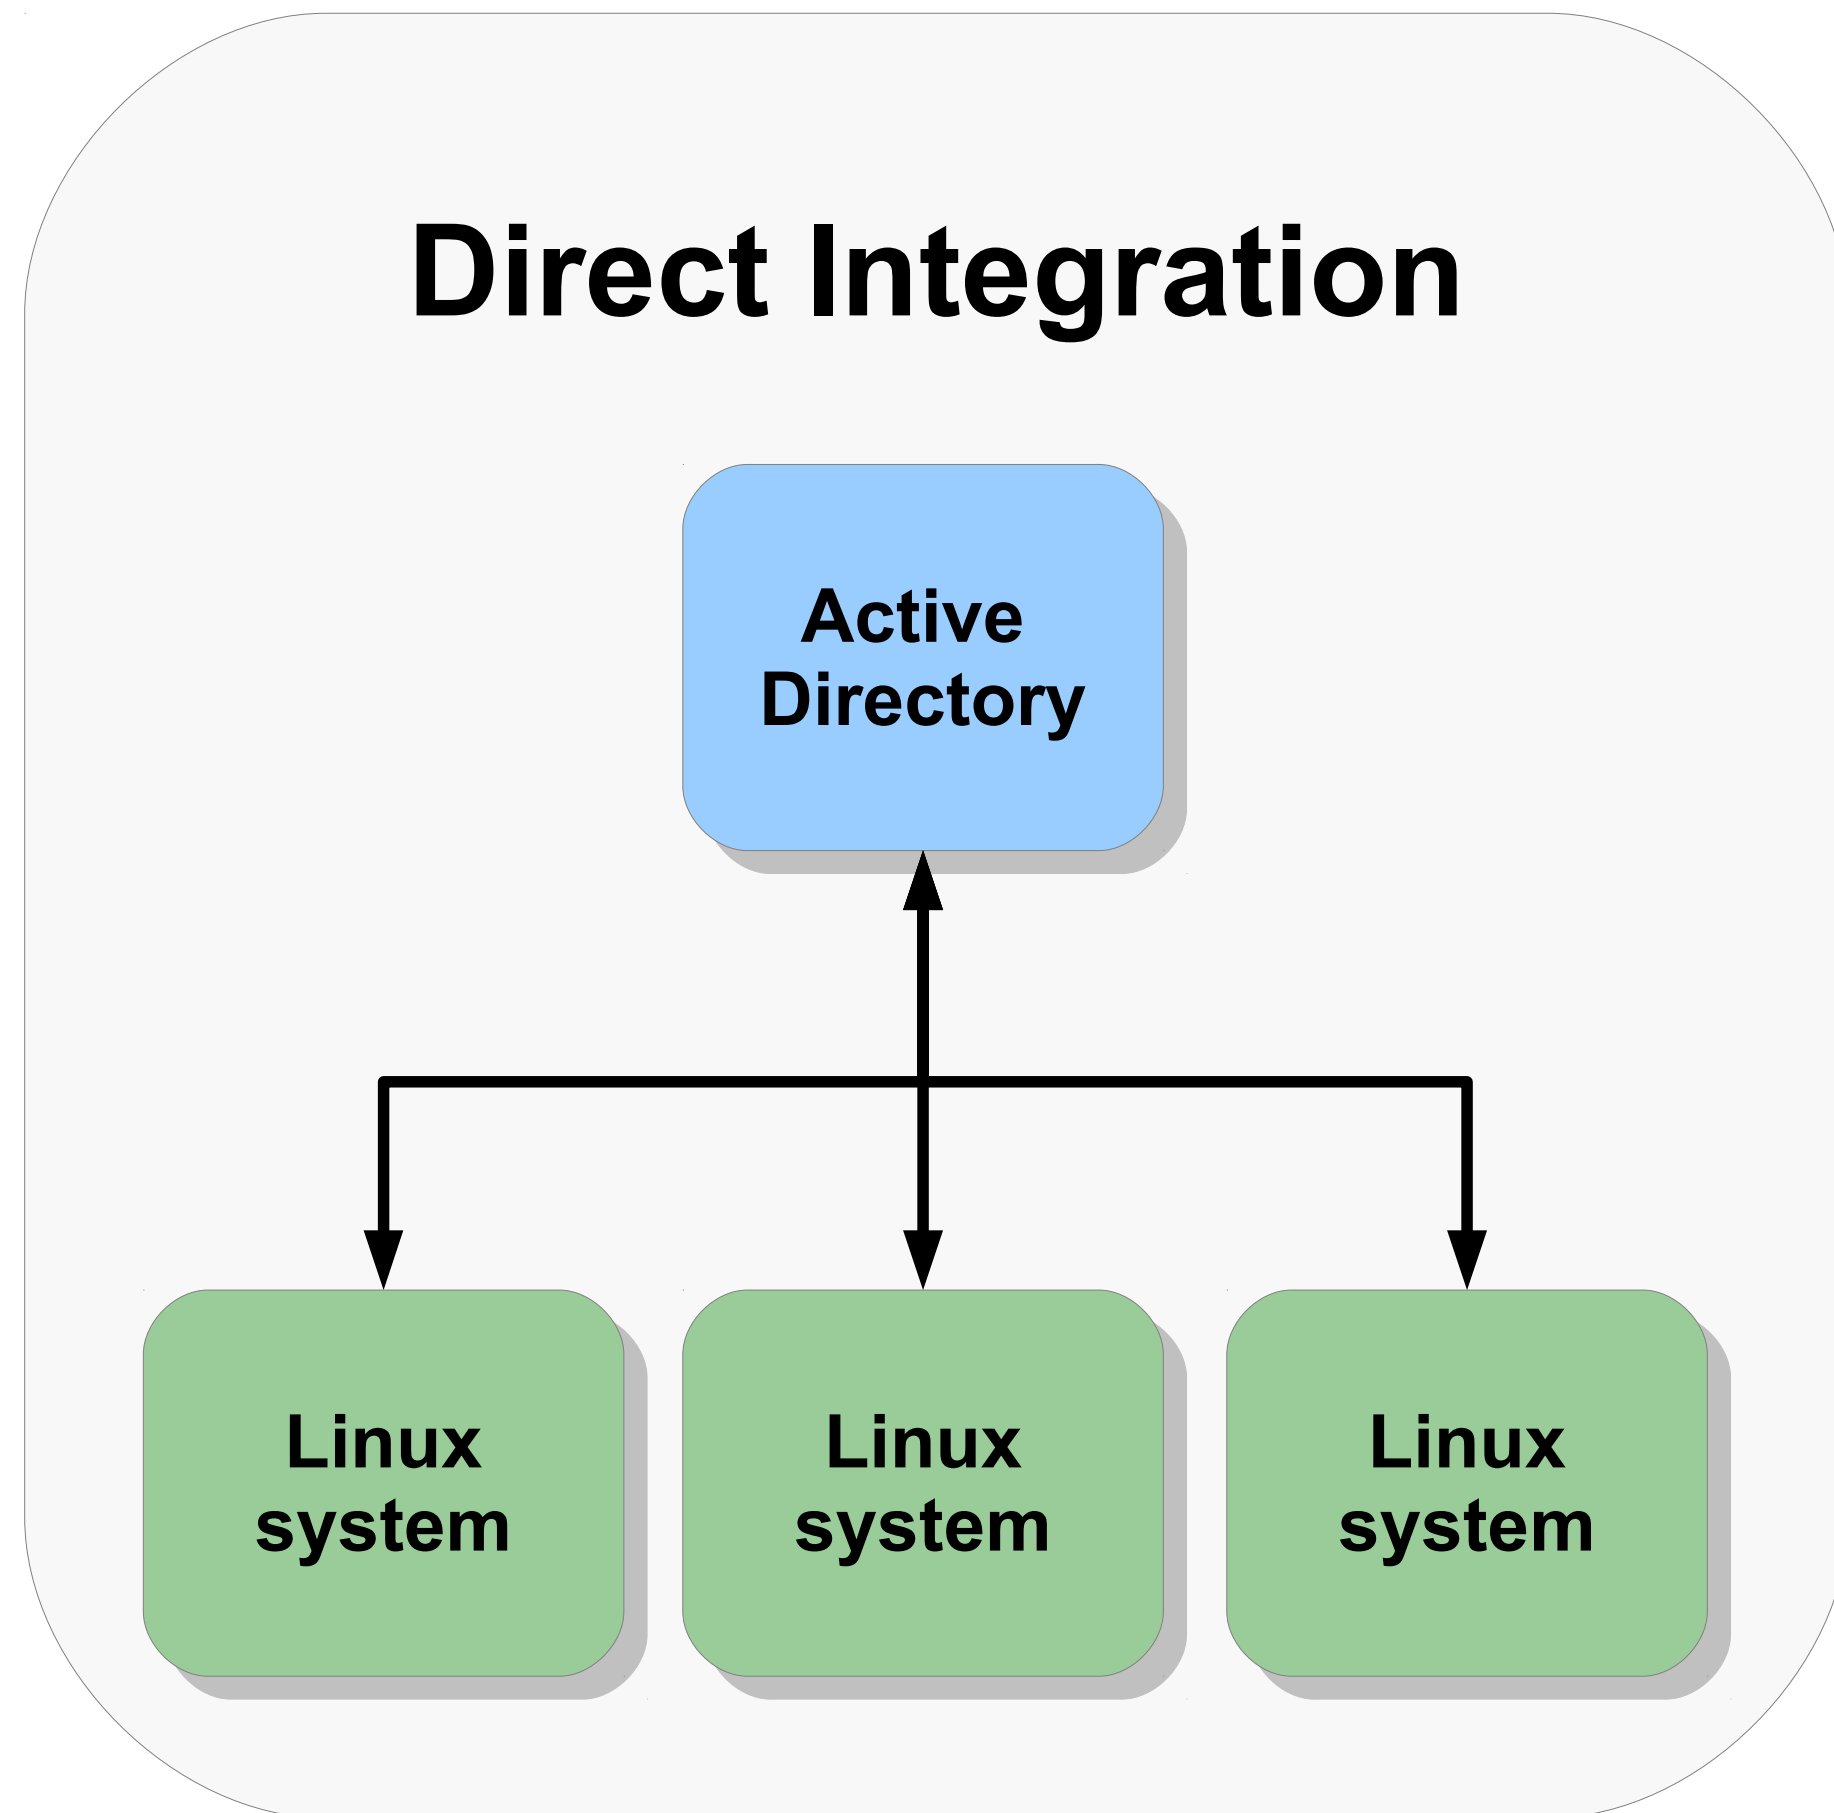 Direct Integration
Active
Directory
Linux
system
Linux
system
Linux
system